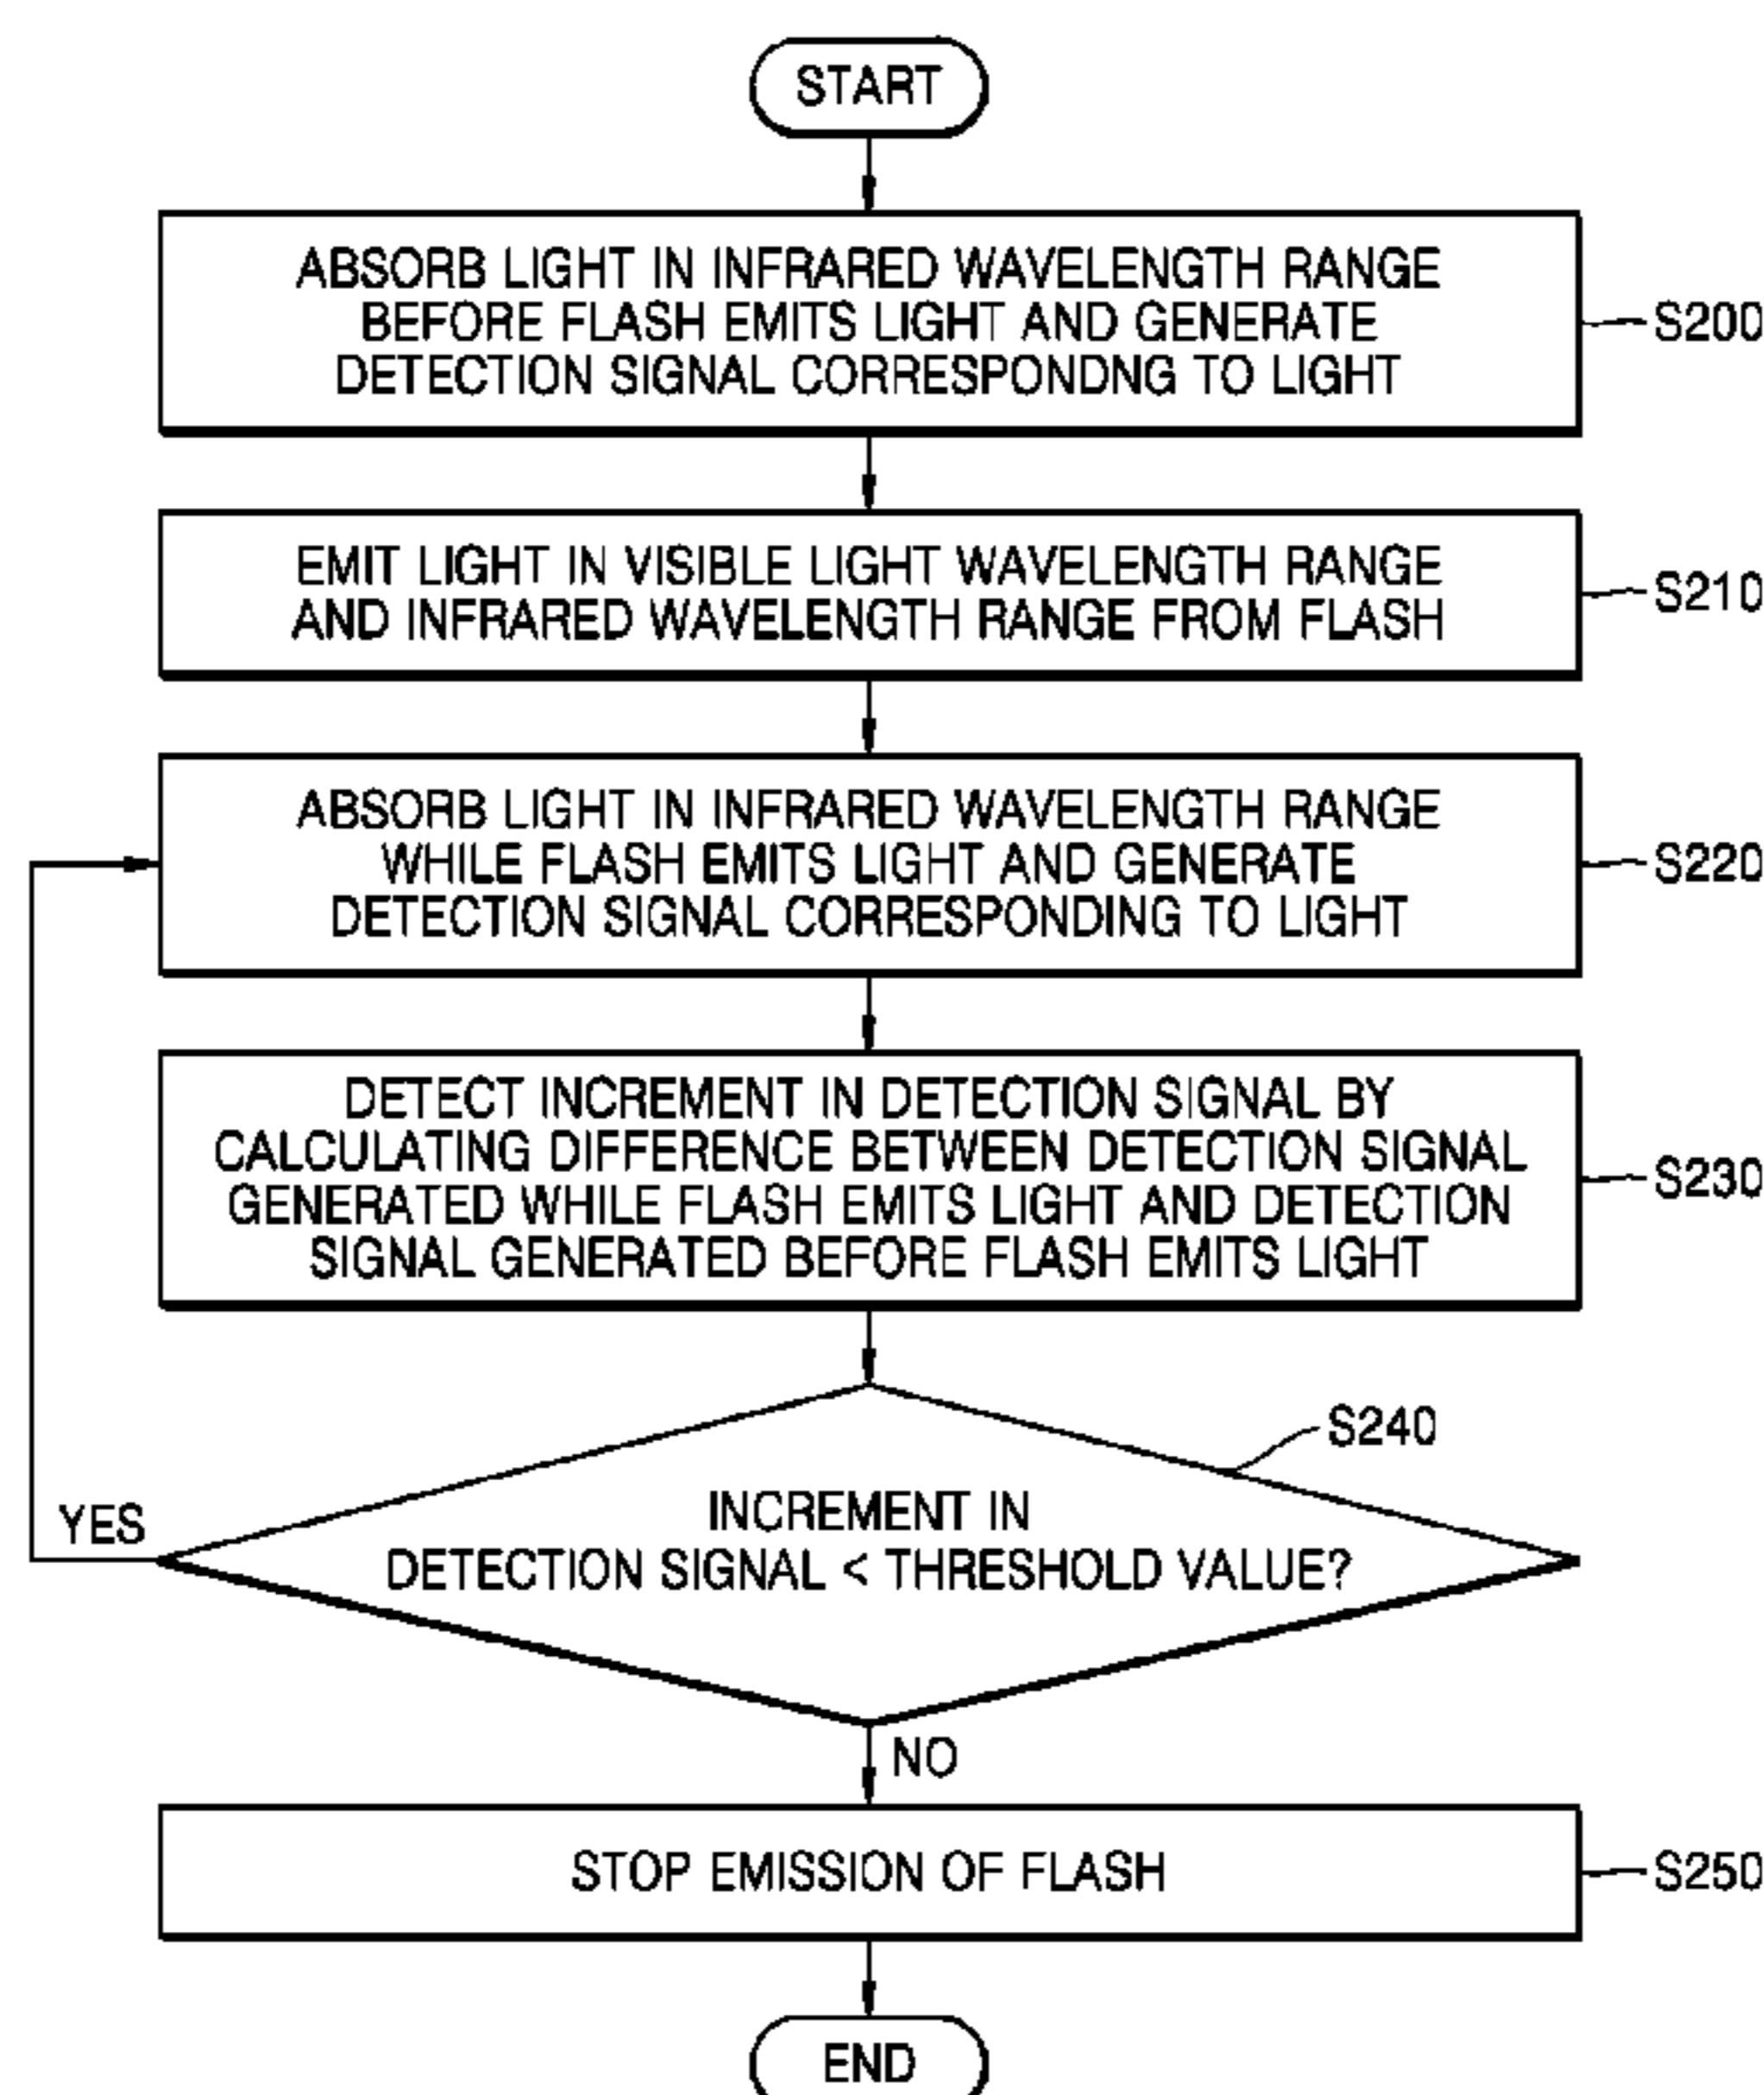 START
ABSORB LIGHT IN INFRARED WAVELENGTH RANGE
BEFORE FLASH EMITS LIGHT AND GENERATE
DETECTION SIGNAL CORRESPONDNG TO LIGHT
S200
EMIT LIGHT IN VISIBLE LIGHT WAVELENGTH RANGE
AND INFRARED WAVELENGTH RANGE FROM FLASH
S210
ABSORB LIGHT IN INFRARED WAVELENGTH RANGE
WHILE FLASH EMITS LIGHT AND GENERATE
DETECTION SIGNAL CORRESPONDING TO LIGHT
S220
DETECT INCREMENT IN DETECTION SIGNAL BY
CALCULATING DIFFERENCE BETWEEN DETECTION SIGNAL
GENERATED WHILE FLASH EMITS LIGHT AND DETECTION
SIGNAL GENERATED BEFORE FLASH EMITS LIGHT
S230
S240
INCREMENT IN
DETECTION SIGNAL < THRESHOLD VALUE?
YES
NO
STOP EMISSION OF FLASH
S250
END